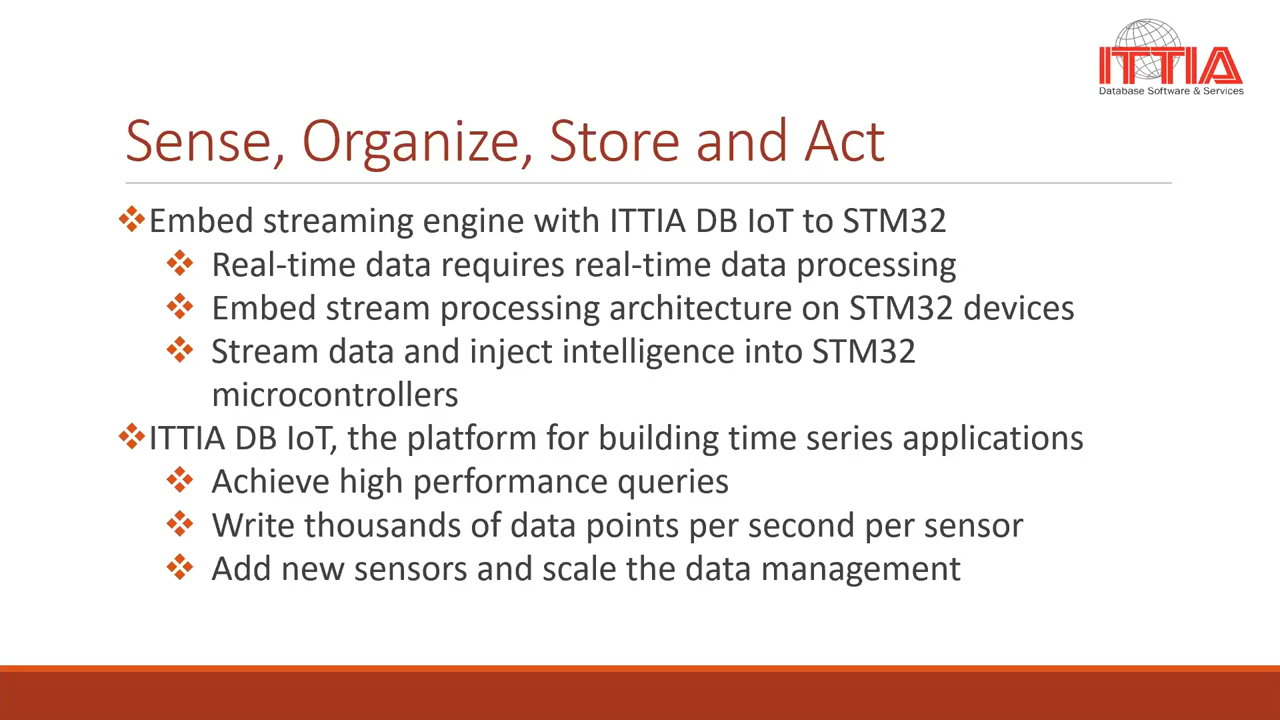 ITTIA
Database Software & Services
Sense, Organize, Store and Act
Embed streaming engine with ITTIA DB IoT to STM32
Real-time data requires real-time data processing
Embed stream processing architecture on STM32 devices
Stream data and inject intelligence into STM32
microcontrollers
ITTIA DB IoT, the platform for building time series applications
Achieve high performance queries
Write thousands of data points per second per sensor
Add new sensors and scale the data management